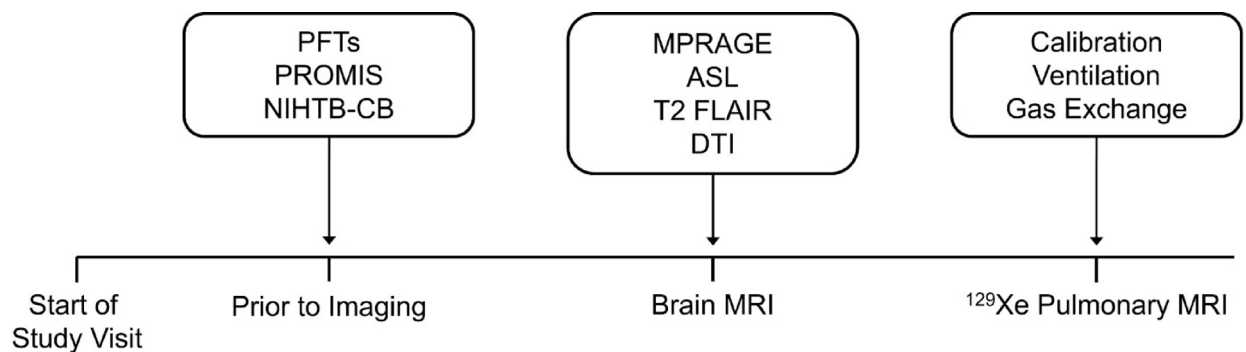 PFTs
PROMIS
NIHTB-CB
MPRAGE
ASL
T2 FLAIR
DTI
Calibration
Ventilation
Gas Exchange
Start of
Study Visit
Prior to Imaging
Brain MRI
¹²⁹Xe Pulmonary MRI